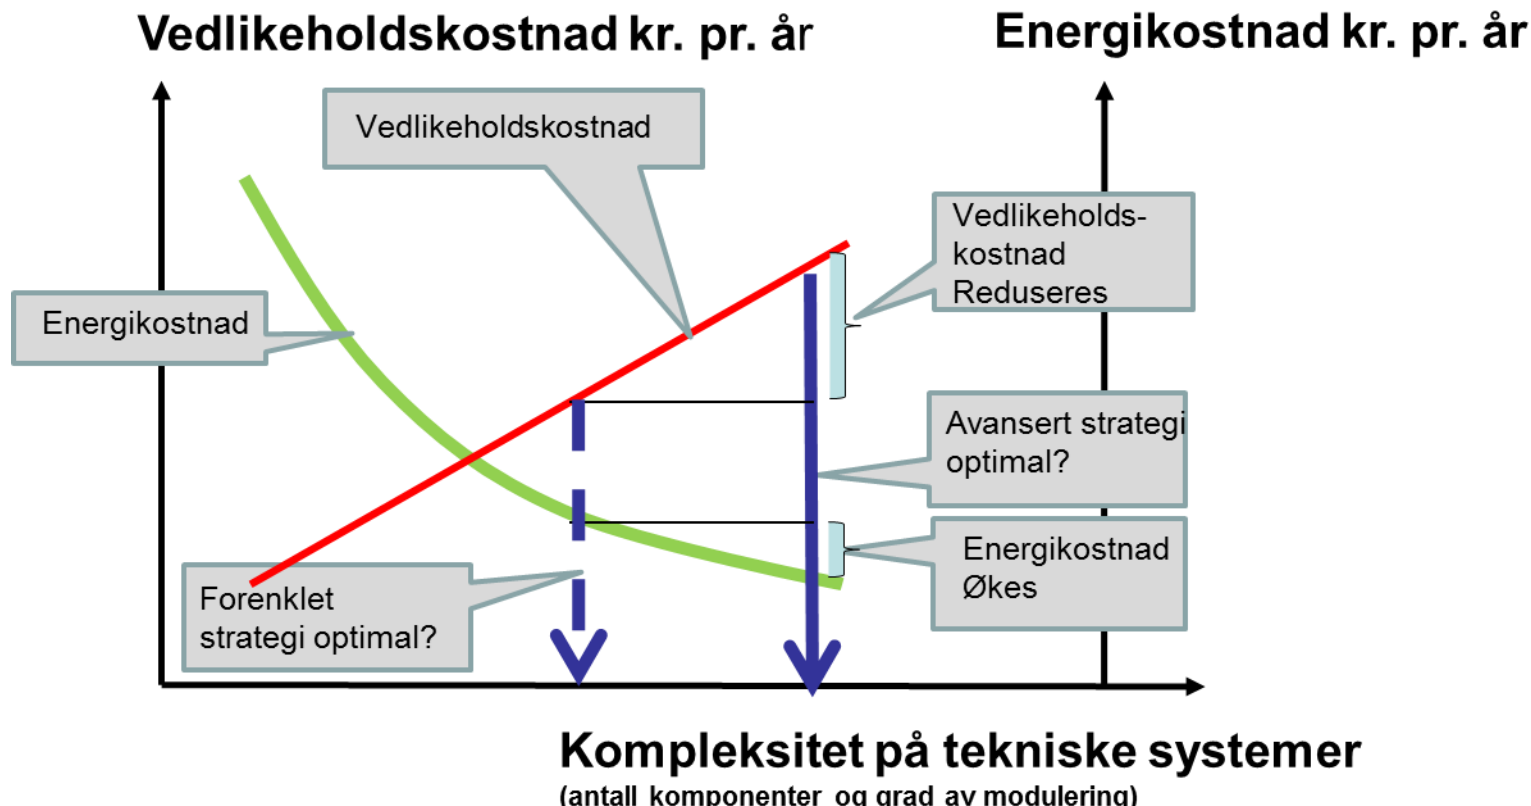 Vedlikeholdskostnad kr. pr. år
Energikostnad kr. pr. år
Vedlikeholdskostnad
Vedlikeholds-
kostnad
Reduseres
Energikostnad
Avansert strategi
optimal?
Energikostnad
Økes
Forenklet
strategi optimal?
Kompleksitet på tekniske systemer
(antall komponenter og grad av modulering)